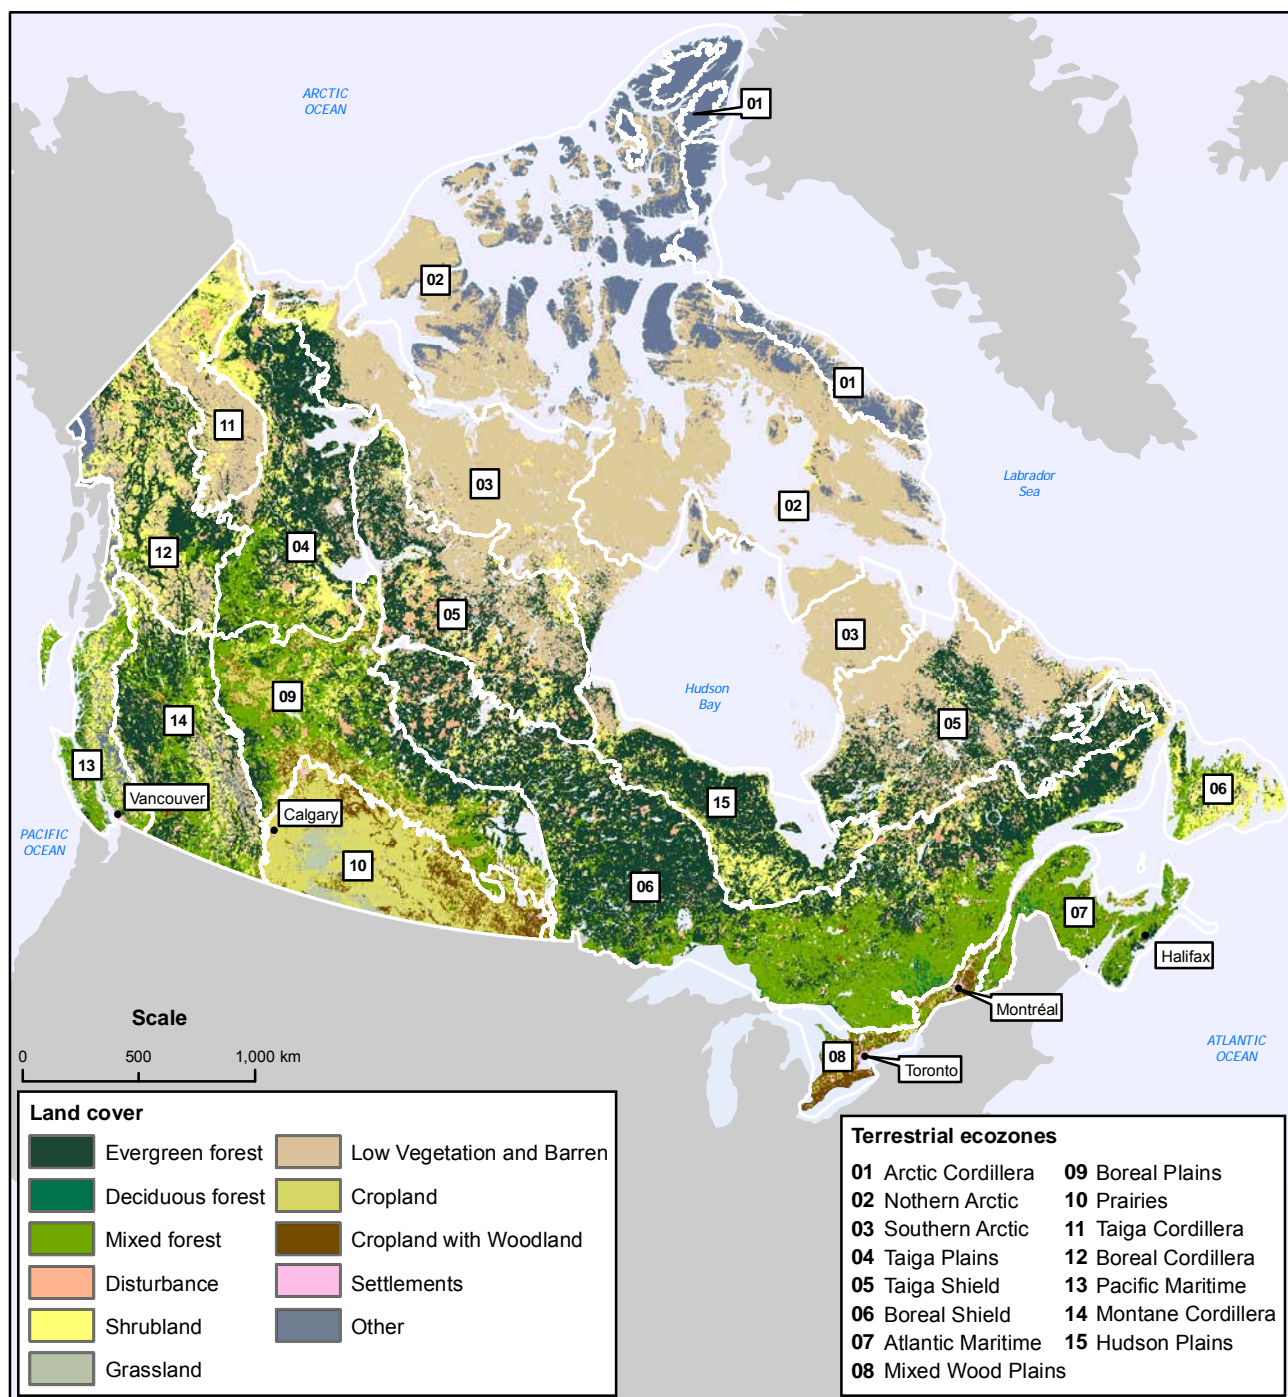 ARCTIC
OCEAN
01
02
01
11
03
02
12
04
05
03
Hudson
Bay
Labrador
Sea
09
14
05
13
Vancouver
15
06
Calgary
PACIFIC
OCEAN
10
06
07
Halifax
Montréal
ATLANTIC
OCEAN
08
Toronto
Scale
0 500 1,000 km
Land cover
Evergreen forest
Deciduous forest
Mixed forest
Disturbance
Shrubland
Grassland
Low Vegetation and Barren
Cropland
Cropland with Woodland
Settlements
Other
Terrestrial ecozones
01 Arctic Cordillera
02 Nothern Arctic
03 Southern Arctic
04 Taiga Plains
05 Taiga Shield
06 Boreal Shield
07 Atlantic Maritime
08 Mixed Wood Plains
09 Boreal Plains
10 Prairies
11 Taiga Cordillera
12 Boreal Cordillera
13 Pacific Maritime
14 Montane Cordillera
15 Hudson Plains